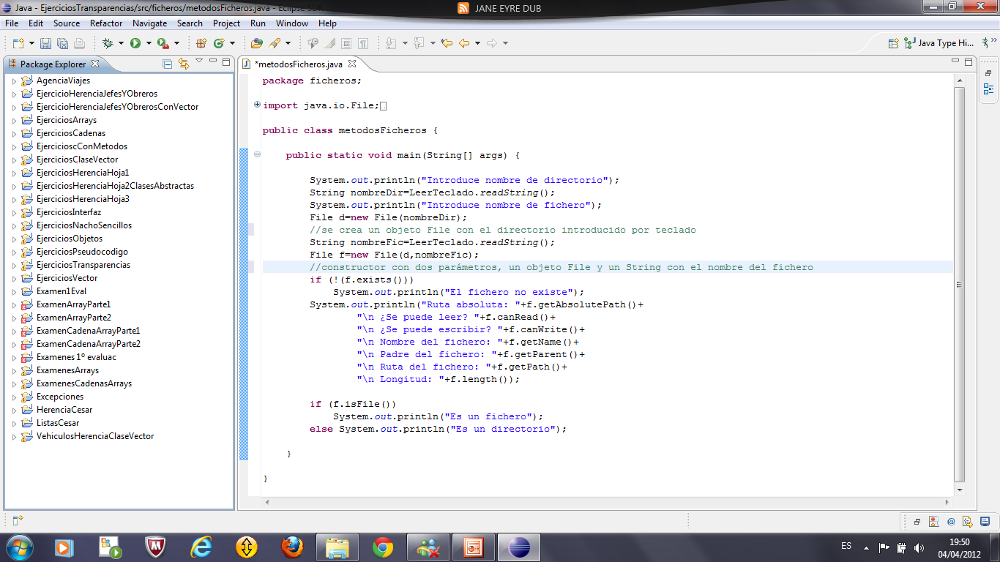 Java - EjerciciosTransparencias/src/ficheros/metodosFicheros.java - Eclipse SDK
JANE EYRE DUB
File Edit Source Refactor Navigate Search Project Run Window Help
Java Type Hi...
Package Explorer
*metodosFicheros.java
AgenciaViajes
EjercicioHerenciaJefesYObreros
EjercicioHerenciaJefesYObrerosConVector
EjerciciosArrays
EjerciciosCadenas
EjercicioscConMetodos
EjerciciosClaseVector
EjerciciosHerenciaHoja1
EjerciciosHerenciaHoja2ClasesAbstractas
EjerciciosHerenciaHoja3
EjerciciosInterfaz
EjerciciosNachoSencillos
EjerciciosObjetos
EjerciciosPseudocodigo
EjerciciosTransparencias
EjerciciosVector
Examen1Eval
ExamenArrayParte1
ExamenArrayParte2
ExamenCadenaArrayParte1
ExamenCadenaArrayParte2
Examenes 1º evaluac
ExamenesArrays
ExamenesCadenasArrays
Excepciones
HerenciaCesar
ListasCesar
VehiculosHerenciaClaseVector
package ficheros;
import java.io.File;
public class metodosFicheros {
public static void main(String[] args) {
System.out.println("Introduce nombre de directorio");
String nombreDir=LeerTeclado.readString();
System.out.println("Introduce nombre de fichero");
File d=new File(nombreDir);
//se crea un objeto File con el directorio introducido por teclado
String nombreFic=LeerTeclado.readString();
File f=new File(d,nombreFic);
//constructor con dos parámetros, un objeto File y un String con el nombre del fichero
if (!(f.exists()))
System.out.println("El fichero no existe");
System.out.println("Ruta absoluta: "+f.getAbsolutePath()+
"\n ¿Se puede leer? "+f.canRead()+
"\n ¿Se puede escribir? "+f.canWrite()+
"\n Nombre del fichero: "+f.getName()+
"\n Padre del fichero: "+f.getParent()+
"\n Ruta del fichero: "+f.getPath()+
"\n Longitud: "+f.length());
if (f.isFile())
System.out.println("Es un fichero");
else System.out.println("Es un directorio");
}
}
ES
19:50
04/04/2012